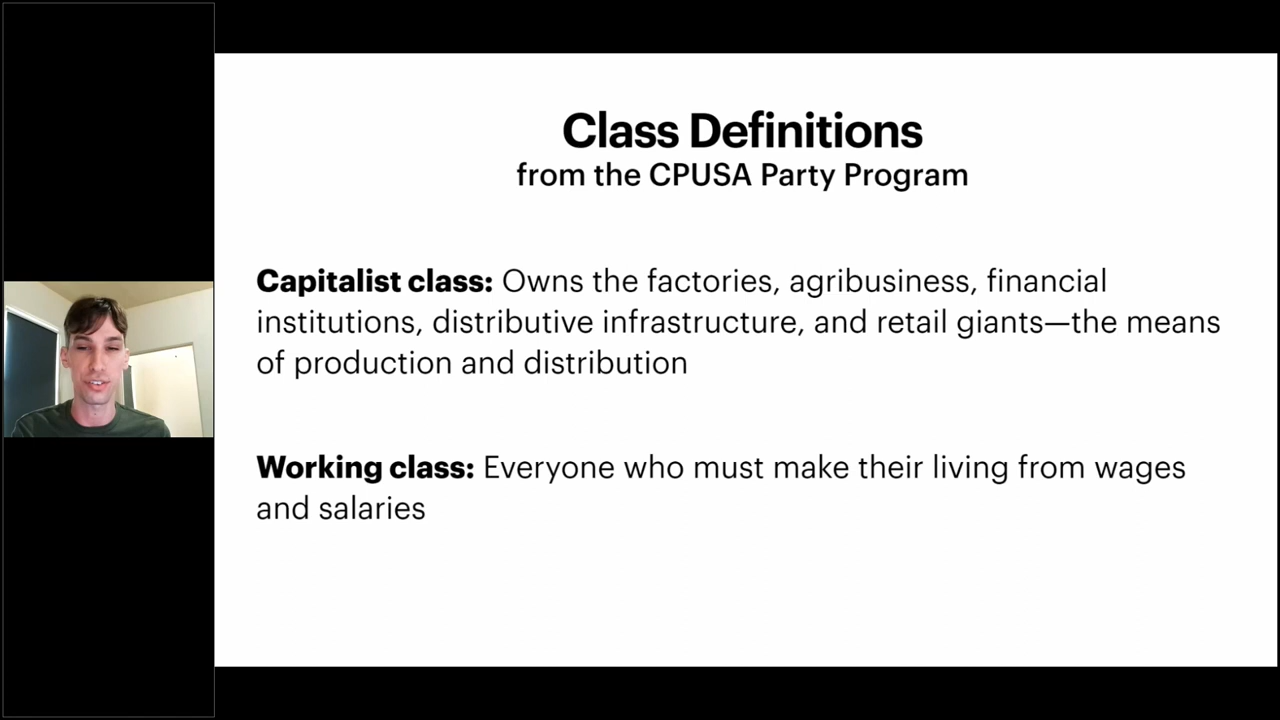 Class Definitions
from the CPUSA Party Program
Capitalist class: Owns the factories, agribusiness, financial
institutions, distributive infrastructure, and retail giants—the means
of production and distribution
Working class: Everyone who must make their living from wages
and salaries